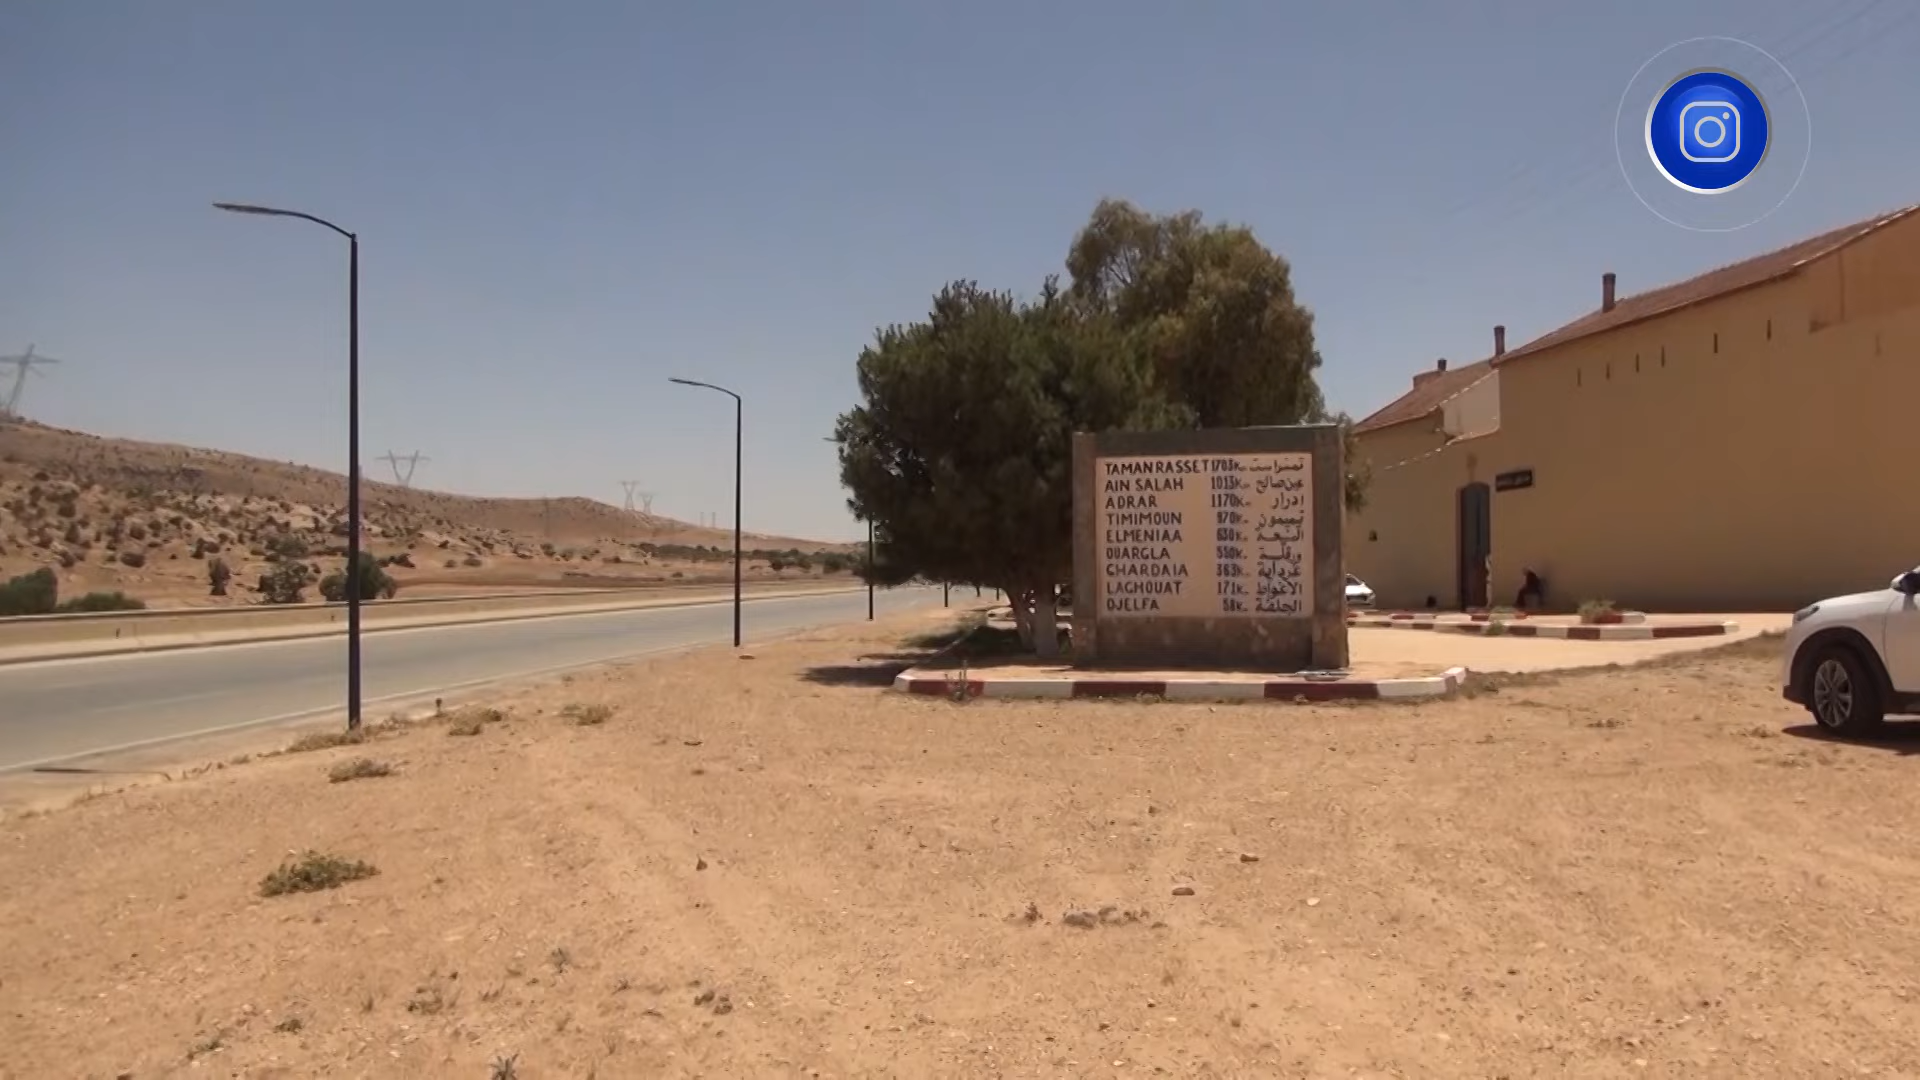 TAMANRASSET 1703Km تمنراست
AIN SALAH 1013Km عين صالح
ADRAR 1170Km ادرار
TIMIMOUN 970Km تيميمون
ELMENIAA 630Km المنيعة
OUARGLA 550Km ورقلة
GHARDAIA 363Km غرداية
LAGHOUAT 171Km الاغواط
DJELFA 58Km الجلفة